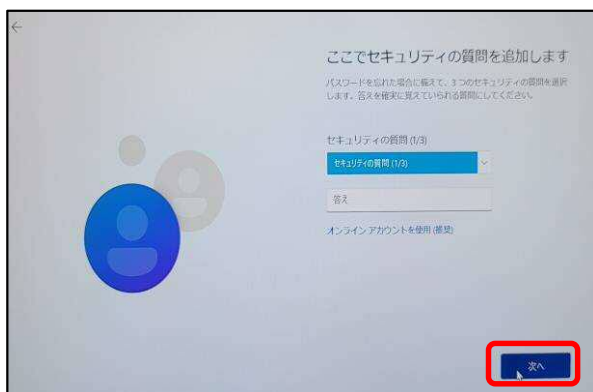 ここでセキュリティの質問を追加します
パスワードを忘れた場合に備えて、3つのセキュリティの質問を選択
します。答えを確実に覚えていられる質問にしてください。
セキュリティの質問 (1/3)
セキュリティの質問 (1/3)
答え
オンライン アカウントを使用 (推奨)
次へ